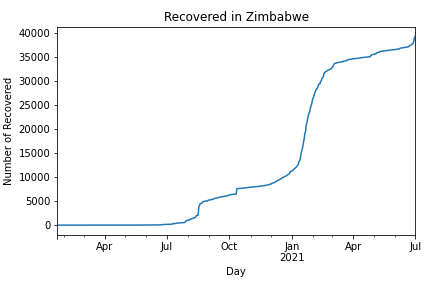 Recovered in Zimbabwe
Number of Recovered
40000
35000
30000
25000
20000
15000
10000
5000
0
Apr
Jul
Oct
Jan
2021
Apr
Jul
Day